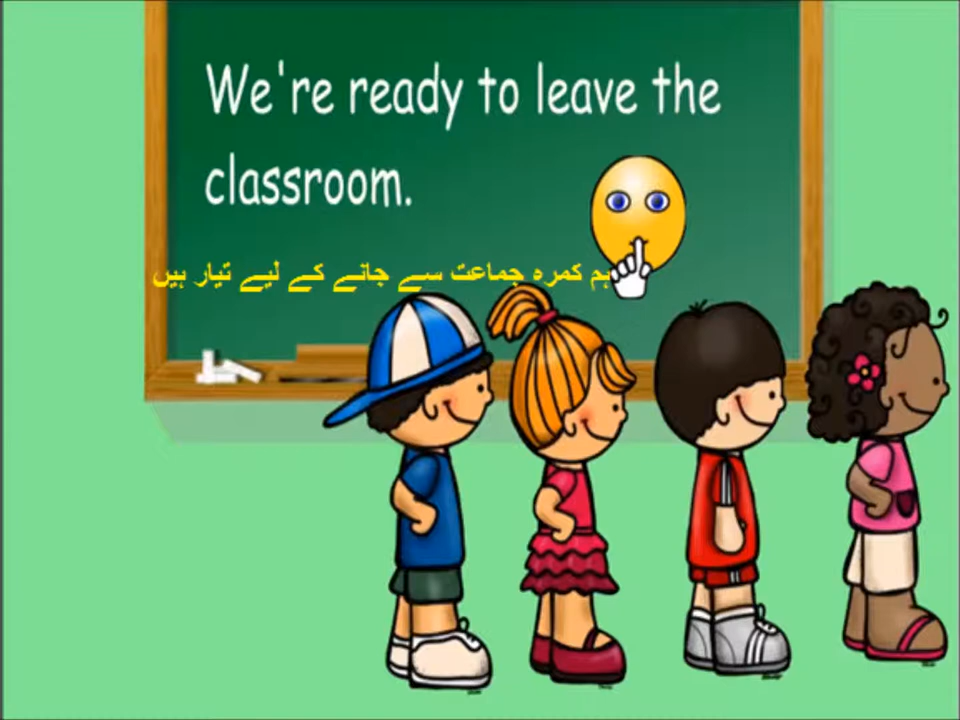 We're ready to leave the
classroom.
ہم کمرہ جماعت سے جانے کے لیے تیار ہیں